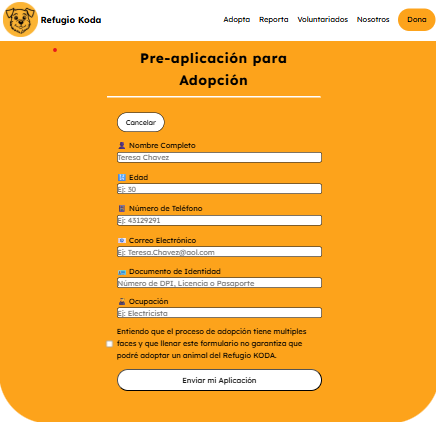 Refugio Koda
Adopta Reporta Voluntariados Nosotros Dona
Pre-aplicación para
Adopción
Cancelar
Nombre Completo
Teresa Chavez
Edad
Ej: 30
Número de Teléfono
Ej: 43129291
Correo Electrónico
Ej: Teresa.Chavez@aol.com
Documento de Identidad
Número de DPI, Licencia o Pasaporte
Ocupación
Ej: Electricista
Entiendo que el proceso de adopción tiene multiples
faces y que llenar este formulario no garantiza que
podré adoptar un animal del Refugio KODA.
Enviar mi Aplicación